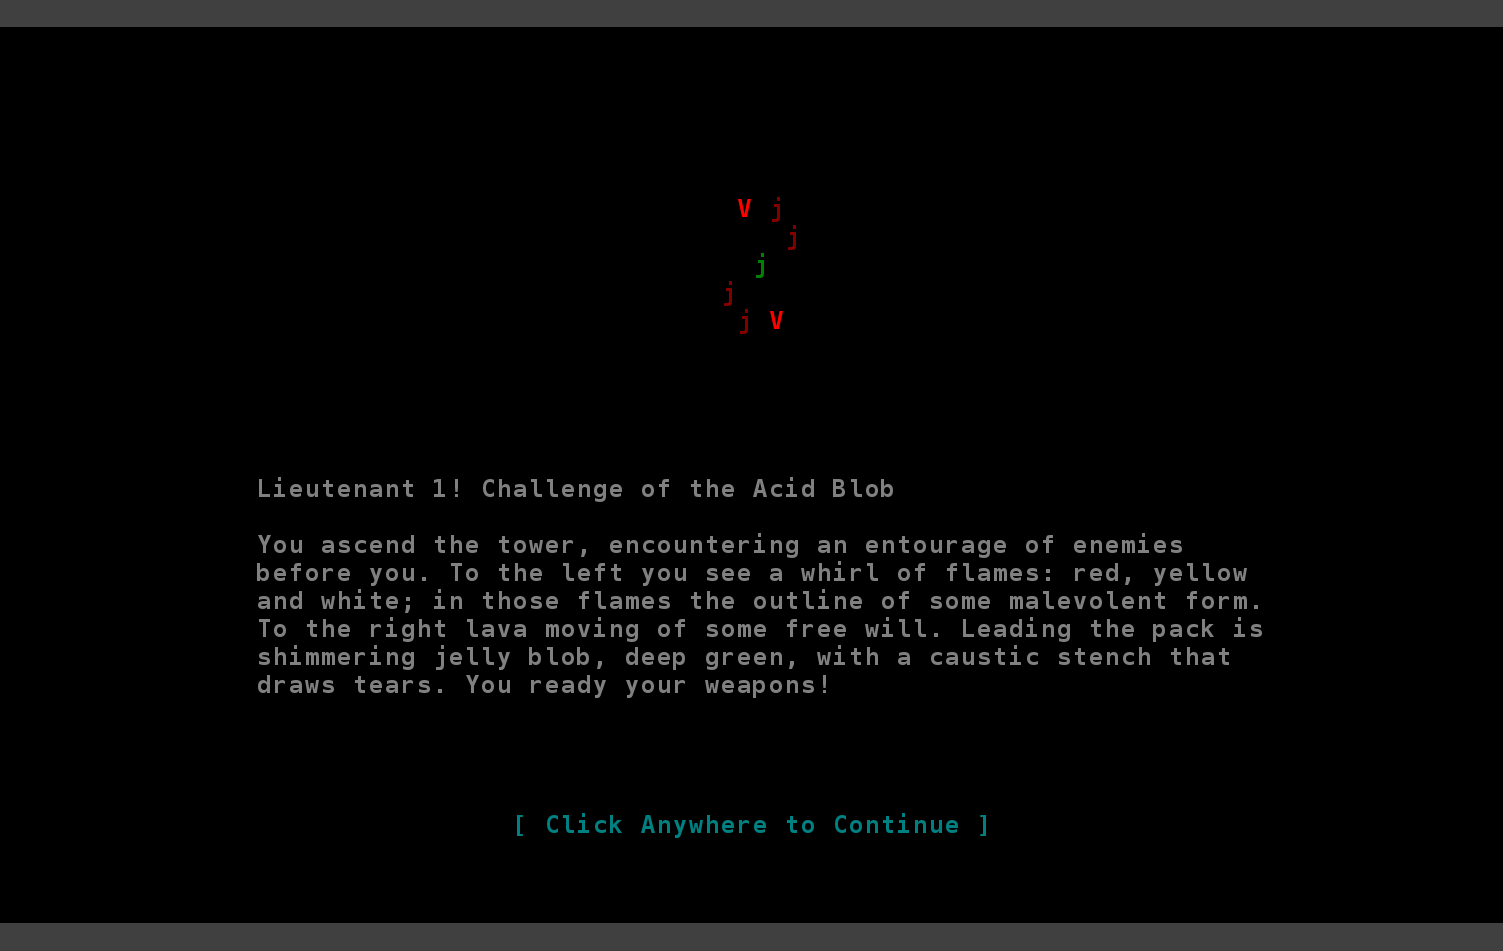 V j
j
j
j
j V
Lieutenant 1! Challenge of the Acid Blob
You ascend the tower, encountering an entourage of enemies
before you. To the left you see a whirl of flames: red, yellow
and white; in those flames the outline of some malevolent form.
To the right lava moving of some free will. Leading the pack is
shimmering jelly blob, deep green, with a caustic stench that
draws tears. You ready your weapons!
[ Click Anywhere to Continue ]